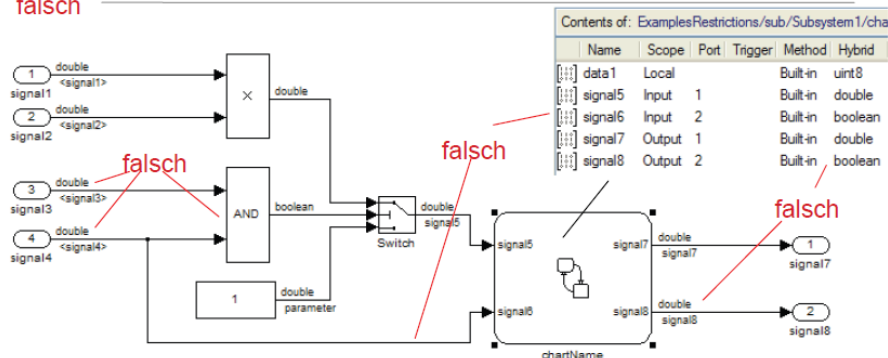 falsch
Contents of: ExamplesRestrictions/sub/Subsystem1/cha
Name Scope Port Trigger Method Hybrid
data1 Local Built-in uint8
signal5 Input 1 Built-in double
signal6 Input 2 Built-in boolean
signal7 Output 1 Built-in double
signal8 Output 2 Built-in boolean
1
signal1
double
<signal1>
2
signal2
double
<signal2>
×
double
falsch
falsch
falsch
3
signal3
double
<signal3>
4
signal4
double
<signal4>
AND
boolean
Switch
double
signal5
1
double
parameter
signal5
signal6
signal7
signal8
chartName
double
signal7
double
signal8
1
signal7
2
signal8